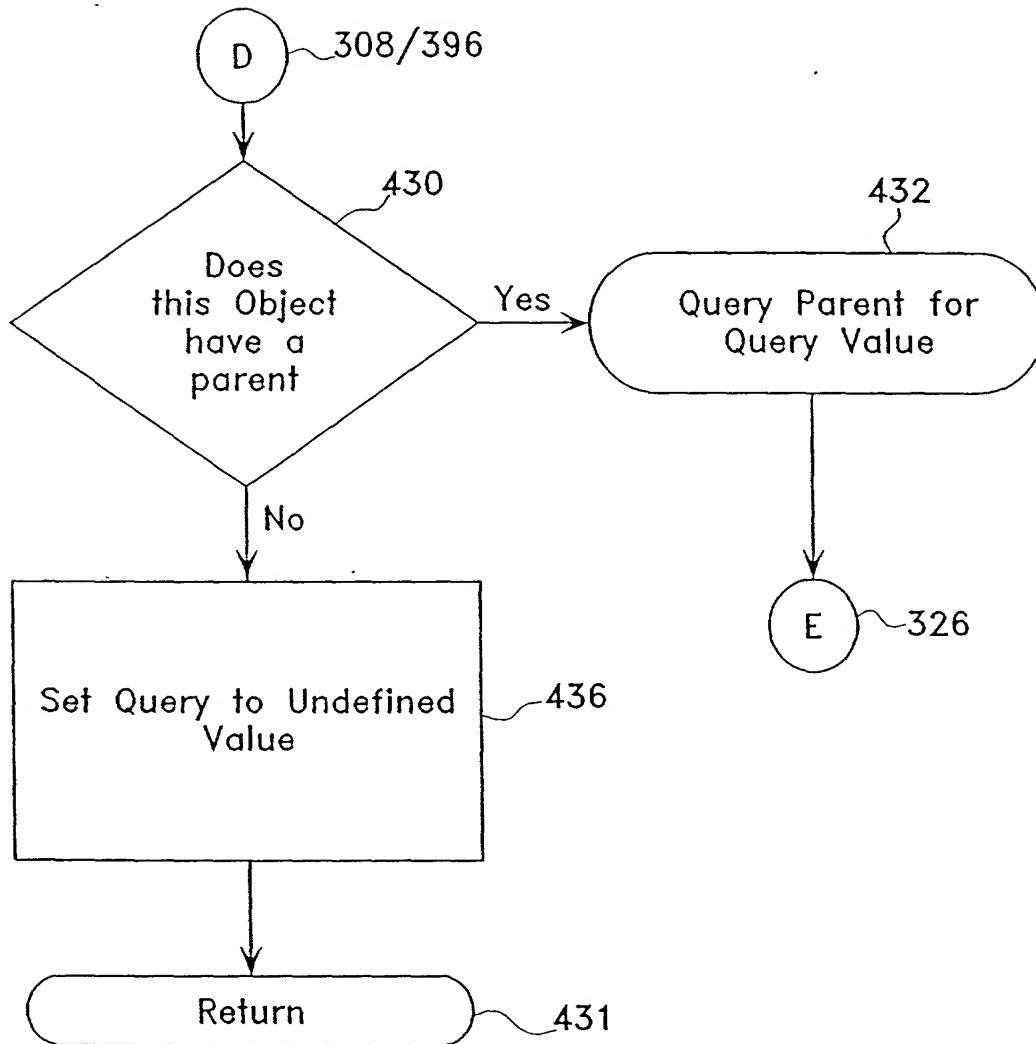 D
308/396
430
Does
this Object
have a
parent
Yes
432
Query Parent for
Query Value
No
E
326
Set Query to Undefined
Value
436
Return
431